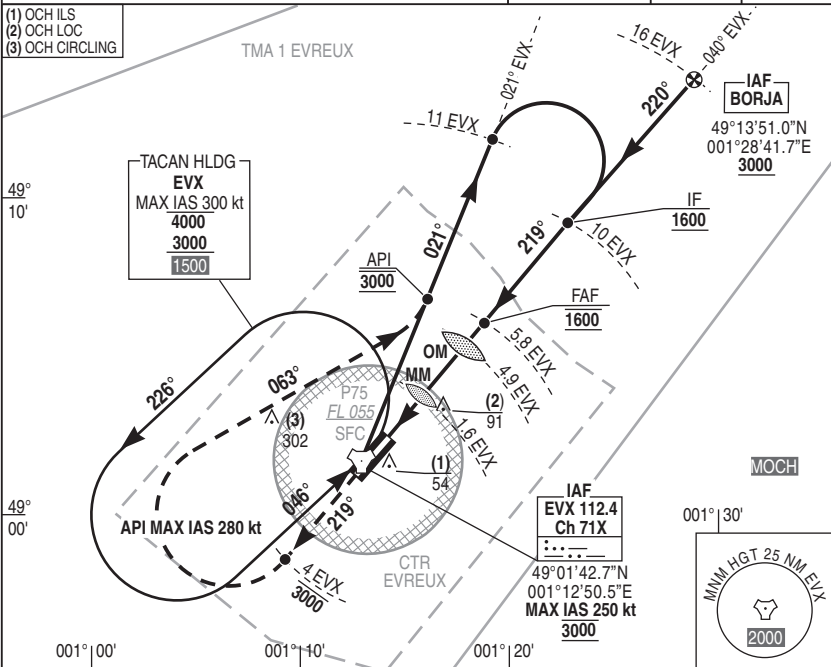 (1) OCH ILS
(2) OCH LOC
(3) OCH CIRCLING
TMA 1 EVREUX
021° EVX
16 EVX
040° EVX
220°
IAF
BORJA
49°13'51.0"N
001°28'41.7"E
3000
11 EVX
TACAN HLDG
EVX
MAX IAS 300 kt
4000
3000
1500
49°
10'
IF
1600
021°
219°
10 EVX
API
3000
FAF
1600
5.8 EVX
OM
4.9 EVX
MM
226°
063°
P75
FL 055
SFC
(2)
91
(3)
302
1.6 EVX
(1)
54
MOCH
IAF
EVX 112.4
Ch 71X
49°01'42.7"N
001°12'50.5"E
MAX IAS 250 kt
3000
49°
00'
API MAX IAS 280 kt
046°
219°
4 EVX
3000
CTR
EVREUX
001° 30'
MNM HGT 25 NM EVX
2000
001° 00'
001° 10'
001° 20'